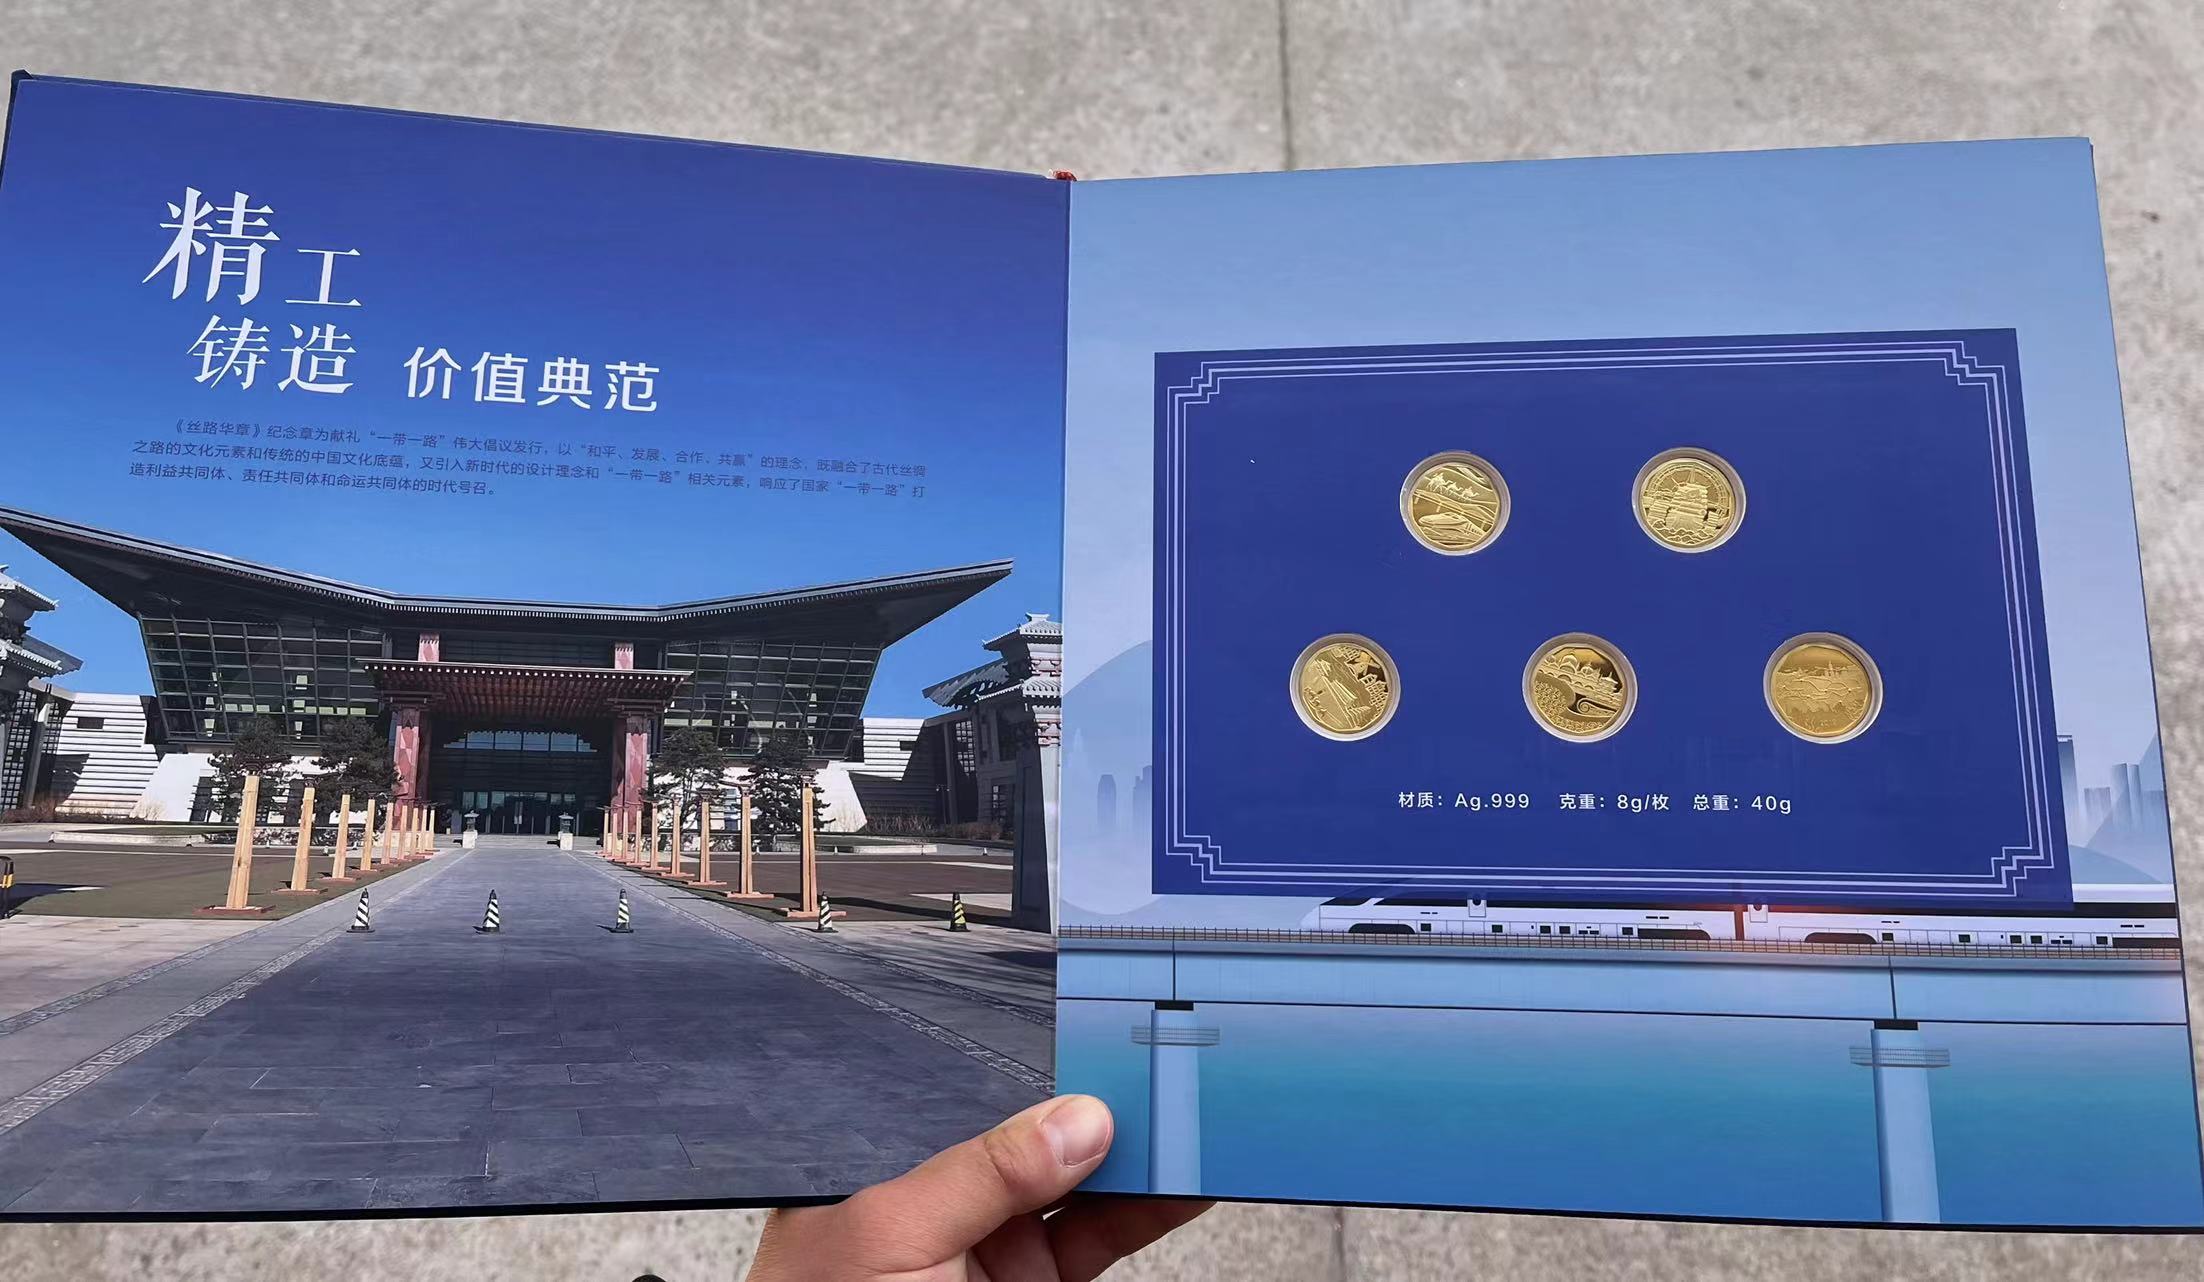 精工
铸造 价值典范
《丝路华章》纪念章为献礼“一带一路”伟大倡议发行，以“和平、发展、合作、共赢”的理念，既融合了古代丝绸
之路的文化元素和传统的中国文化底蕴，又引入新时代的设计理念和“一带一路”相关元素，响应了国家“一带一路”打
造利益共同体、责任共同体和命运共同体的时代号召。
材质：Ag.999 克重：8g/枚 总重：40g